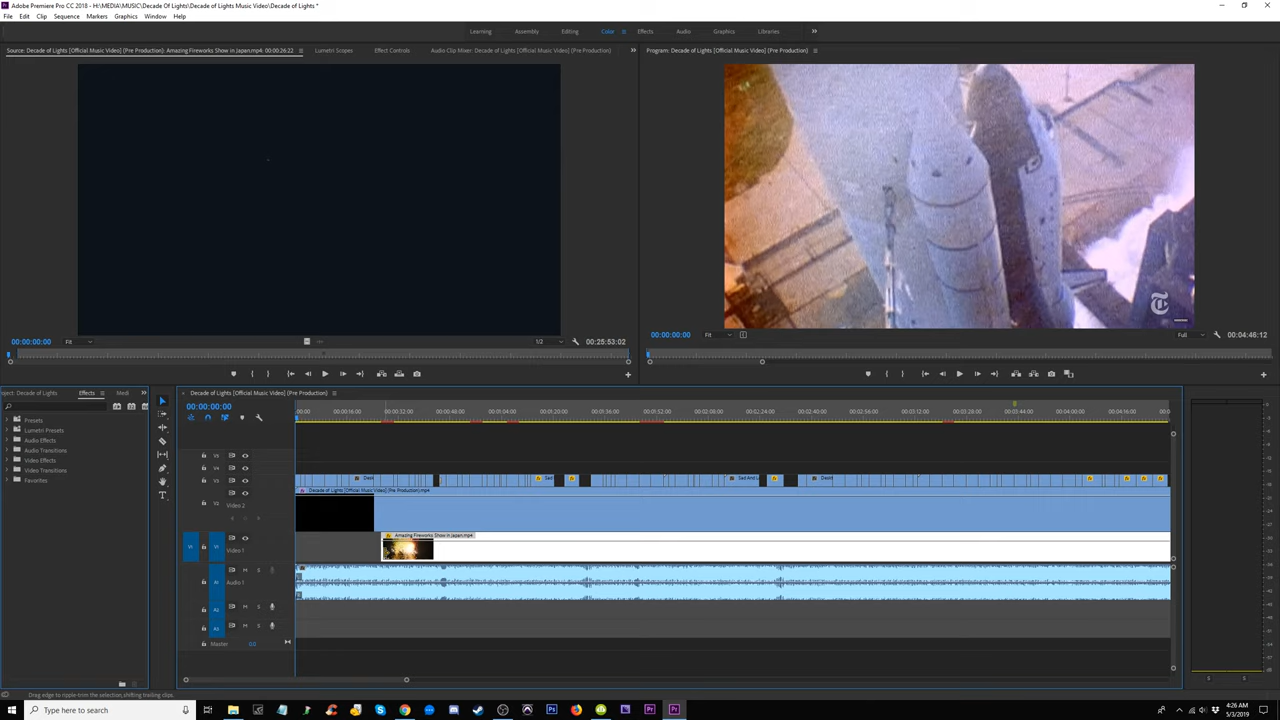 Adobe Premiere Pro CC 2018 - H:\MEDIA\MUSIC\Decade Of Lights\Decade of Lights Music Video\Decade of Lights *
File Edit Clip Sequence Markers Graphics Window Help
Learning Assembly Editing Color Effects Audio Graphics Libraries
Source: Decade of Lights [Official Music Video] (Pre Production): Amazing Fireworks Show in Japan.mp4: 00:00:26:22 Lumetri Scopes Effect Controls Audio Clip Mixer: Decade of Lights [Official Music Video] (Pre Production)
Program: Decade of Lights [Official Music Video] (Pre Production)
00:00:00:00 Fit 1/2 00:25:53:02
00:00:00:00 Fit Full 00:04:46:12
oject: Decade of Lights Effects Medi
Presets
Lumetri Presets
Audio Effects
Audio Transitions
Video Effects
Video Transitions
Favorites
Decade of Lights [Official Music Video] (Pre Production)
00:00:00:00
:00:00 00:00:16:00 00:00:32:00 00:00:48:00 00:01:04:00 00:01:20:00 00:01:36:00 00:01:52:00 00:02:08:00 00:02:24:00 00:02:40:00 00:02:56:00 00:03:12:00 00:03:28:00 00:03:44:00 00:04:00:00 00:04:16:00 00:0
V5
V4
V3
Decade of Lights [Official Music Video] (Pre Production).mp4
V2 Video 2
Amazing Fireworks Show in Japan.mp4
V1 V1 Video 1
A1 Audio 1
A2 M S
A3 M S
Master 0.0
Drag edge to ripple-trim the selection,shifting trailing clips.
Type here to search
4:26 AM
5/3/2019